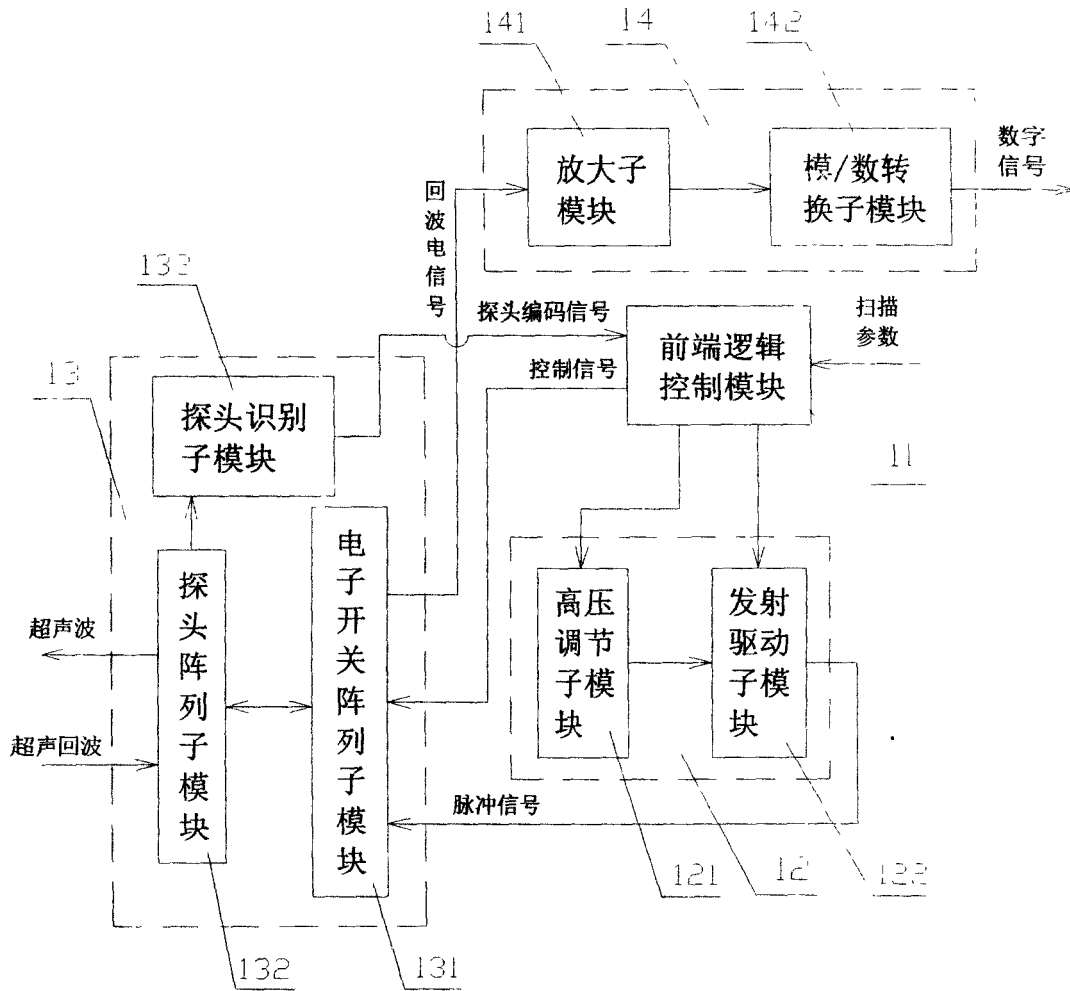 141
14
142
放大子
模块
模/数转
换子模块
数字
信号
回波电信号
133
探头编码信号
前端逻辑
控制模块
扫描
参数
控制信号
13
探头识别
子模块
11
电子开关阵列子模块
探头阵列子模块
高压
调节
子模
块
发射
驱动
子模
块
超声波
超声回波
脉冲信号
121
12
122
132
131